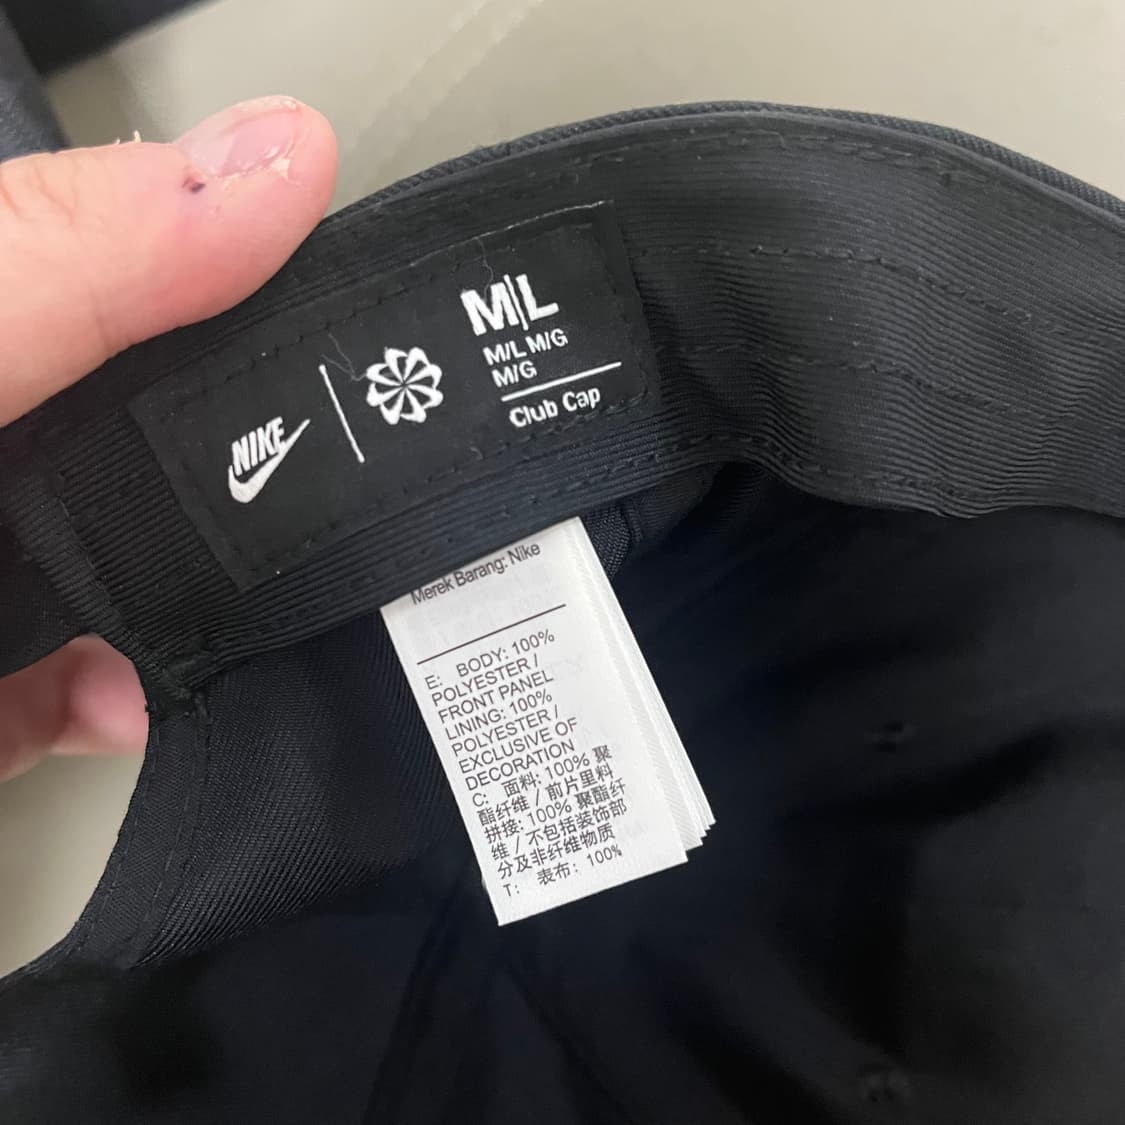 NIKE
M|L
M/L M/G
M/G
Club Cap
Merek Barang: Nike
E: BODY: 100%
POLYESTER /
FRONT PANEL
LINING: 100%
POLYESTER /
EXCLUSIVE OF
DECORATION
C: 面料: 100% 聚
酯纤维 / 前片里料
拼接: 100% 聚酯纤
维 / 不包括装饰部
分及非纤维物质
T: 表布: 100%